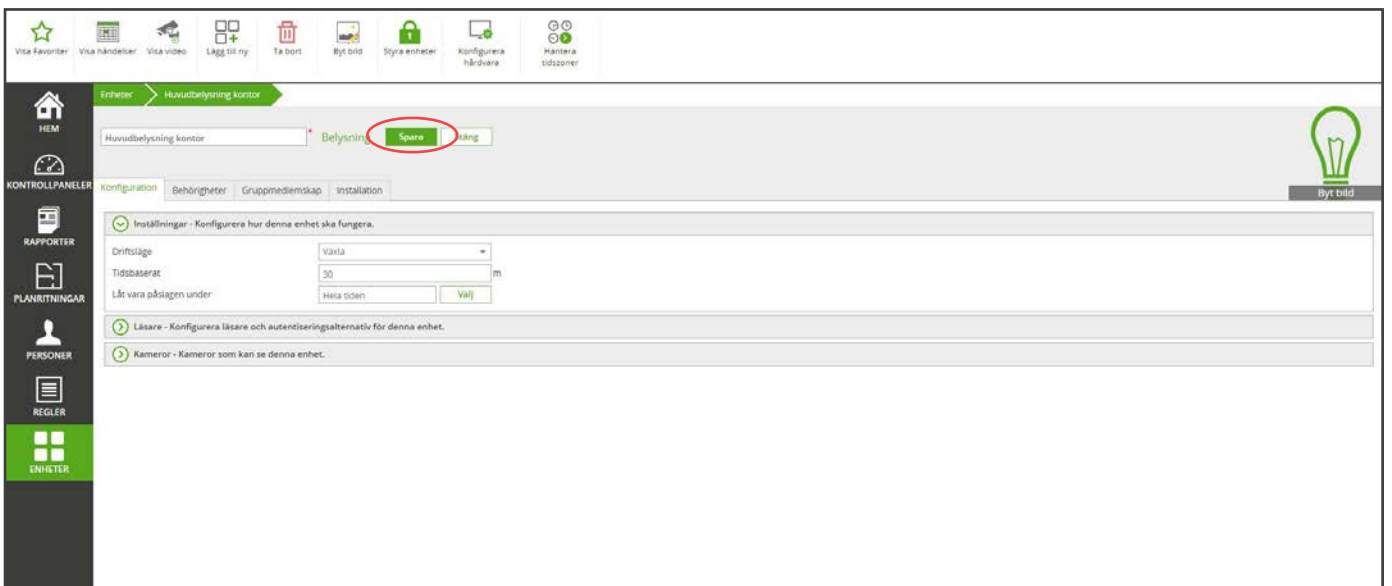 Visa Favoriter
Visa händelser
Visa video
Lägg till ny
Ta bort
Byt bild
Styra enheter
Konfigurera
hårdvara
Hantera
tidszoner
HEM
KONTROLLPANELER
RAPPORTER
PLANRITNINGAR
PERSONER
REGLER
ENHETER
Enheter
Huvudbelysning kontor
Huvudbelysning kontor
* Belysning
Spara
Stäng
Byt bild
Konfiguration
Behörigheter
Gruppmedlemskap
Installation
Inställningar - Konfigurera hur denna enhet ska fungera.
Driftsläge
Växla
Tidsbaserat
30
m
Låt vara påslagen under
Hela tiden
Välj
Läsare - Konfigurera läsare och autentiseringsalternativ för denna enhet.
Kameror - Kameror som kan se denna enhet.